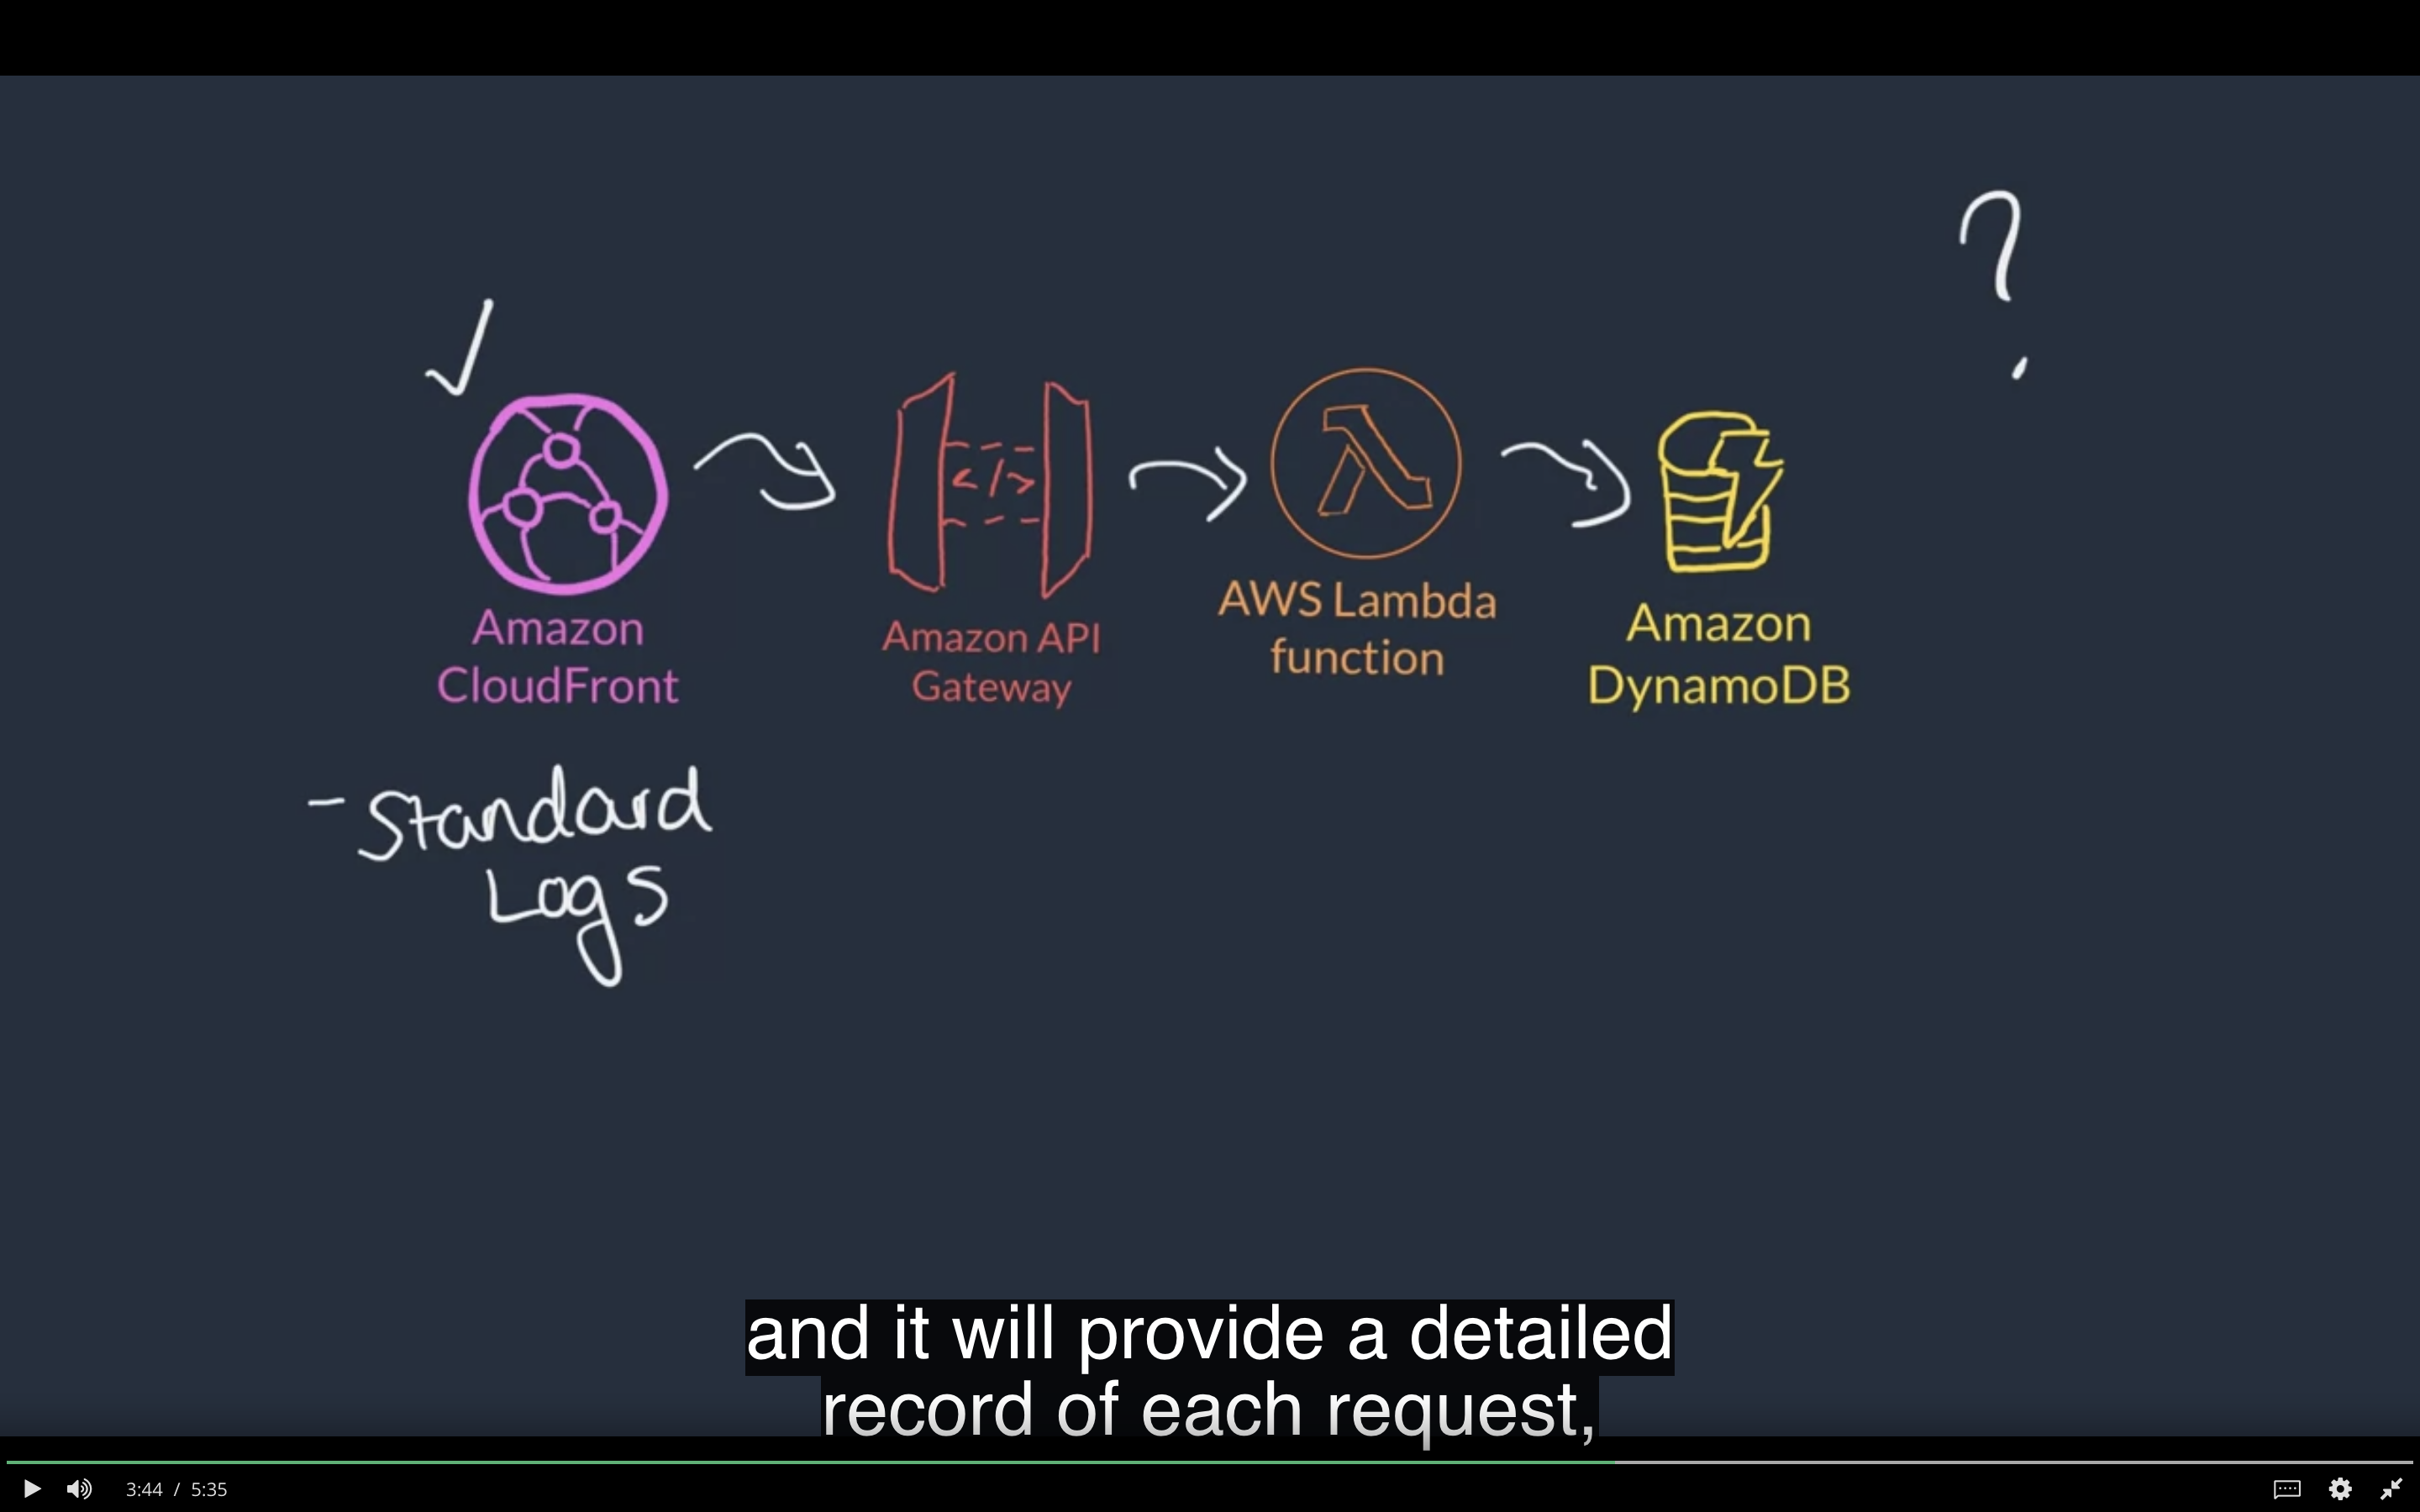 ?
</>
Amazon
CloudFront
Amazon API
Gateway
AWS Lambda
function
Amazon
DynamoDB
- Standard
Logs
and it will provide a detailed
record of each request,
3:44 / 5:35